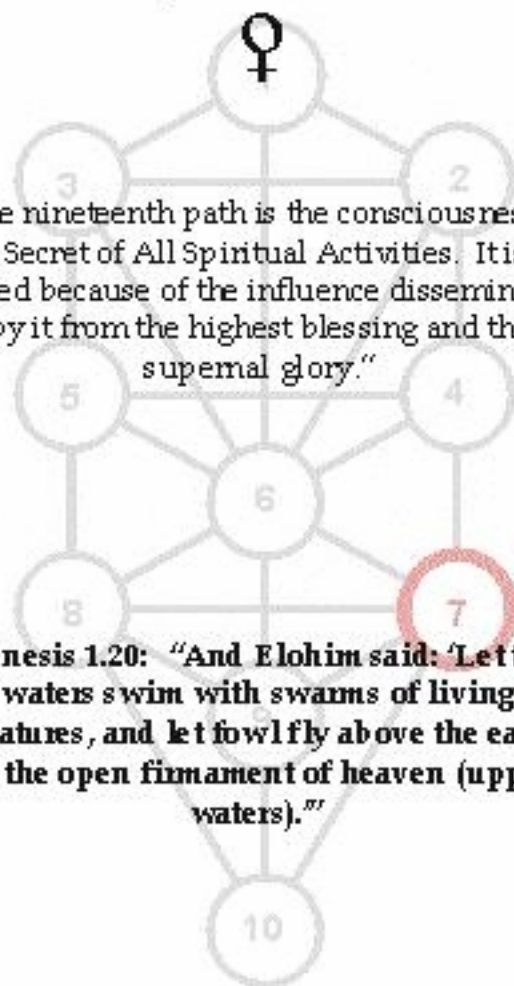 ♀
3 2
e nineteenth path is the consciousnes
Secret of All Spiritual Activities. It is
ed because of the influence dissemin
by it from the highest blessing and th
supernal glory."
5 4
6
8 7
nesis 1.20: "And Elohim said: 'Let t
waters swim with swarms of living
atures, and let fowl fly above the ea
the open firmament of heaven (upp
waters).'"
9
10